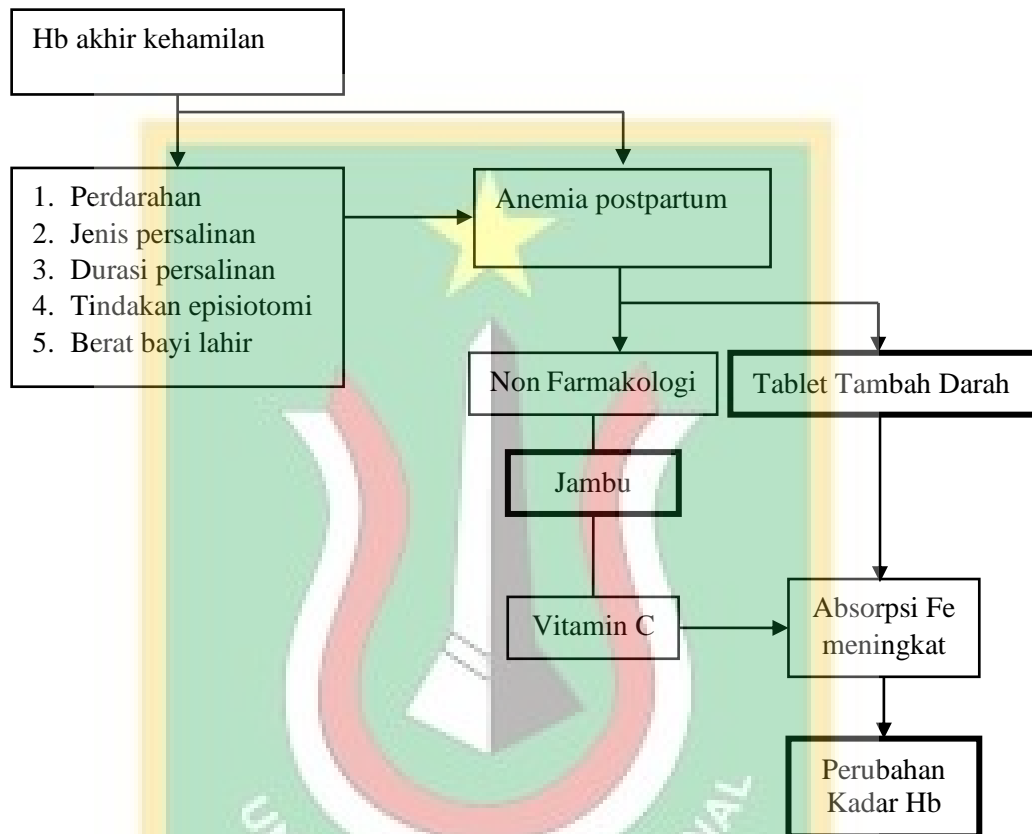 Hb akhir kehamilan
1. Perdarahan
2. Jenis persalinan
3. Durasi persalinan
4. Tindakan episiotomi
5. Berat bayi lahir
Anemia postpartum
Non Farmakologi
Tablet Tambah Darah
Jambu
Vitamin C
Absorpsi Fe
meningkat
Perubahan
Kadar Hb